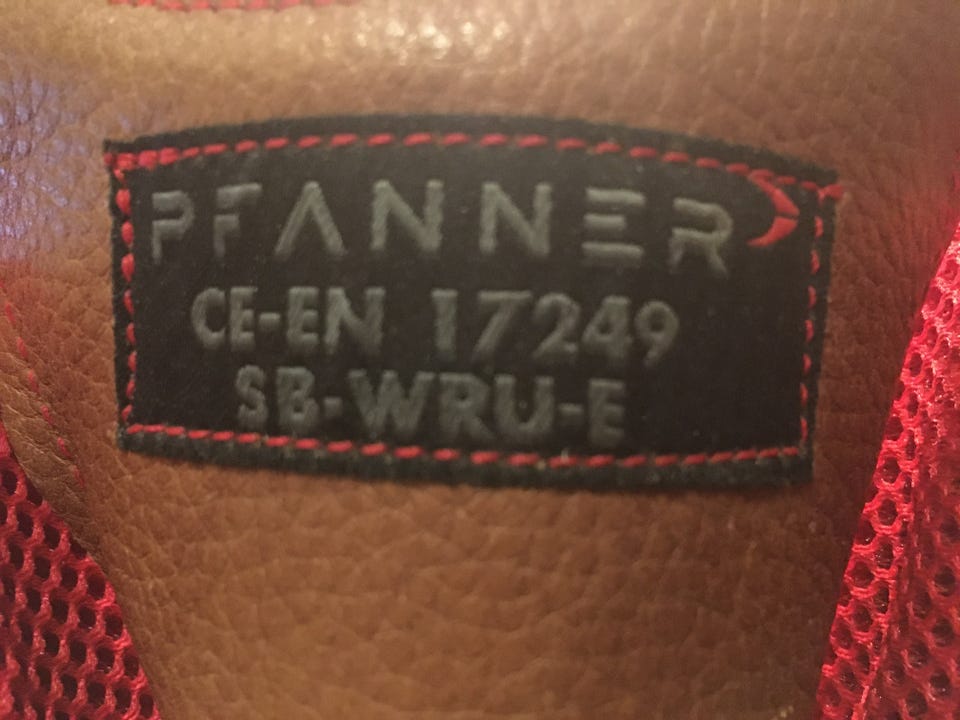 PFANNER
CE-EN 17249
SB-WRU-E